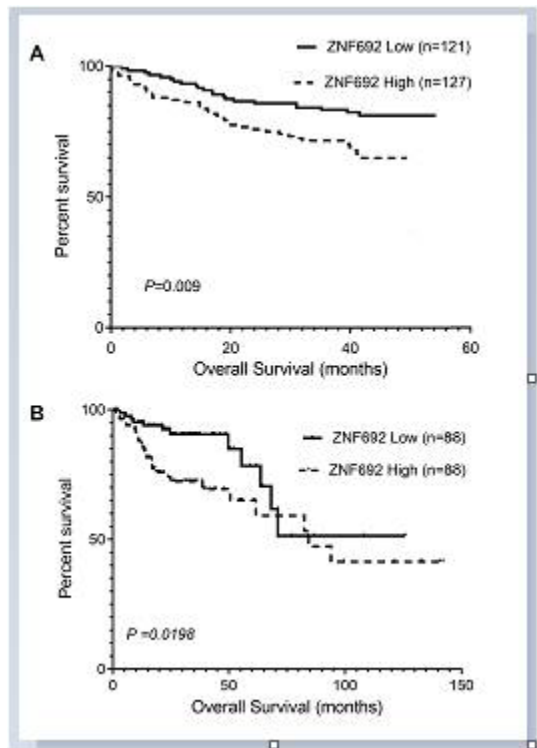 A
ZNF692 Low (n=121)
ZNF692 High (n=127)
100
50
0
Percent survival
P=0.009
0 20 40 60
Overall Survival (months)
B
ZNF692 Low (n=88)
ZNF692 High (n=88)
100
50
0
Percent survival
P =0.0198
0 50 100 150
Overall Survival (months)